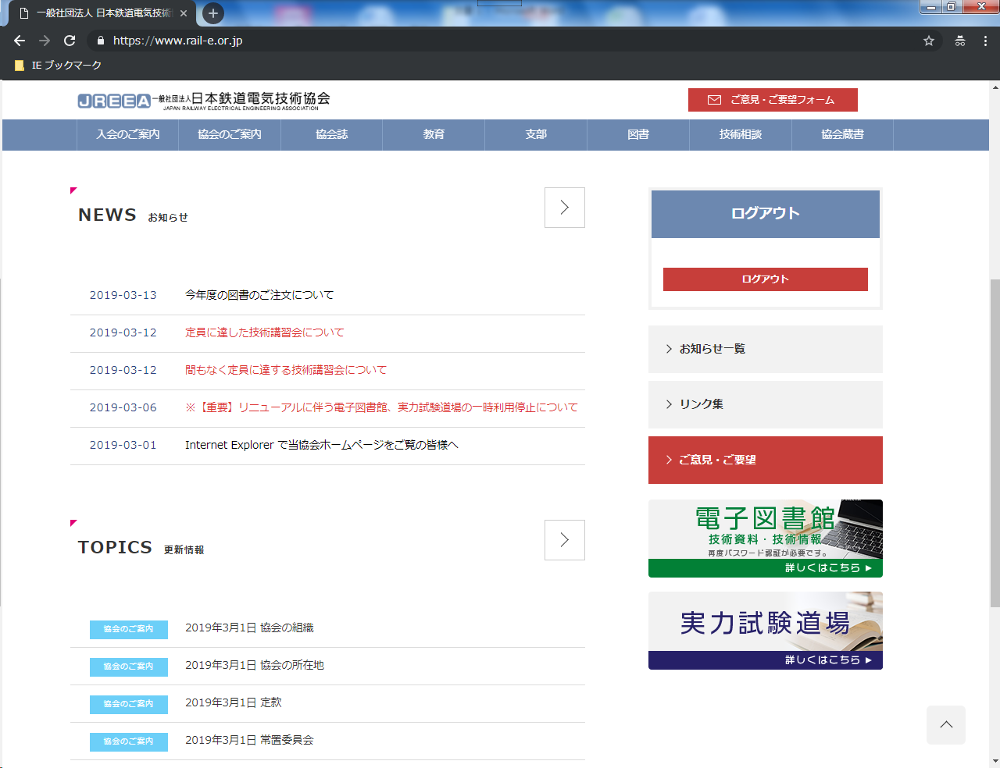 一般社団法人 日本鉄道電気技術
https://www.rail-e.or.jp
IE ブックマーク
JREEA 一般社団法人日本鉄道電気技術協会
JAPAN RAILWAY ELECTRICAL ENGINEERING ASSOCIATION
ご意見・ご要望フォーム
入会のご案内 協会のご案内 協会誌 教育 支部 図書 技術相談 協会蔵書
NEWS お知らせ
2019-03-13 今年度の図書のご注文について
2019-03-12 定員に達した技術講習会について
2019-03-12 間もなく定員に達する技術講習会について
2019-03-06 ※【重要】リニューアルに伴う電子図書館、実力試験道場の一時利用停止について
2019-03-01 Internet Explorer で当協会ホームページをご覧の皆様へ
TOPICS 更新情報
協会のご案内 2019年3月1日 協会の組織
協会のご案内 2019年3月1日 協会の所在地
協会のご案内 2019年3月1日 定款
協会のご案内 2019年3月1日 常置委員会
ログアウト
ログアウト
お知らせ一覧
リンク集
ご意見・ご要望
電子図書館
技術資料・技術情報
再度パスワード認証が必要です。
詳しくはこちら ►
実力試験道場
詳しくはこちら ►